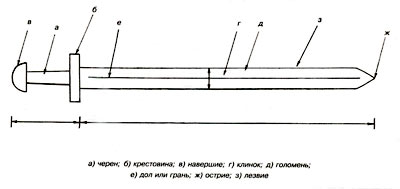 в
а
б
е
г
д
з
ж
а) черен; б) крестовина; в) навершие; г) клинок; д) голомень;
е) дол или грань; ж) острие; з) лезвие